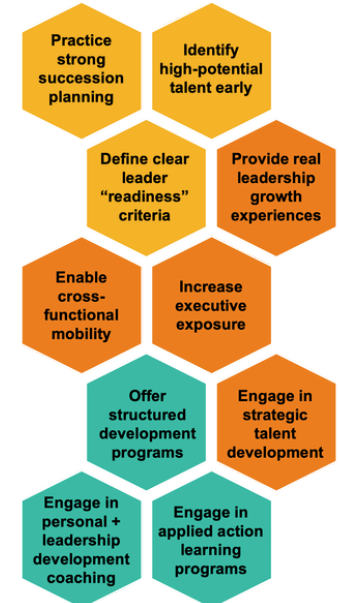 Practice
strong
succession
planning
Identify
high-potential
talent early
Define clear
leader
“readiness”
criteria
Provide real
leadership
growth
experiences
Enable
cross-
functional
mobility
Increase
executive
exposure
Offer
structured
development
programs
Engage in
strategic
talent
development
Engage in
personal +
leadership
development
coaching
Engage in
applied action
learning
programs